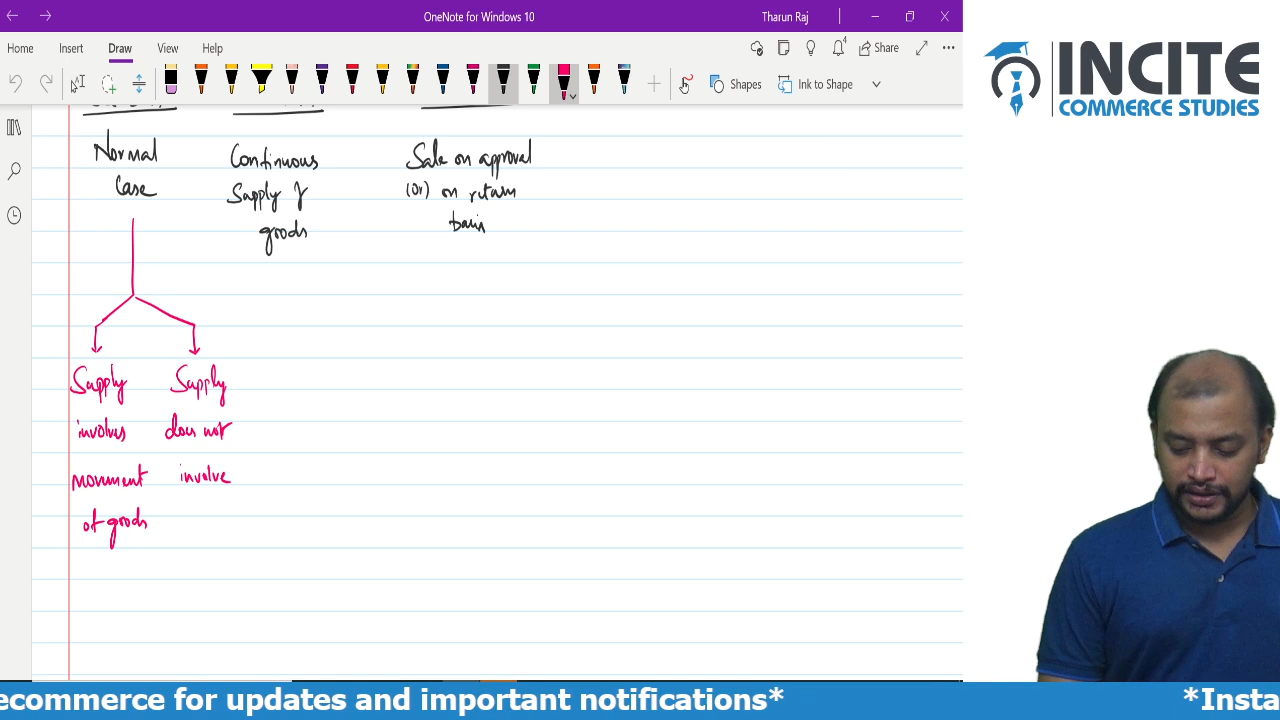 OneNote for Windows 10
Tharun Raj
Home Insert Draw View Help
4
Share
Shapes
Ink to Shape
INCITE
COMMERCE STUDIES
Normal
Case
Continuous
Supply of
goods
Sale on approval
(or) on return
basis
Supply
involves
movement
of goods
Supply
does not
involve
ecommerce for updates and important notifications*
*Insta